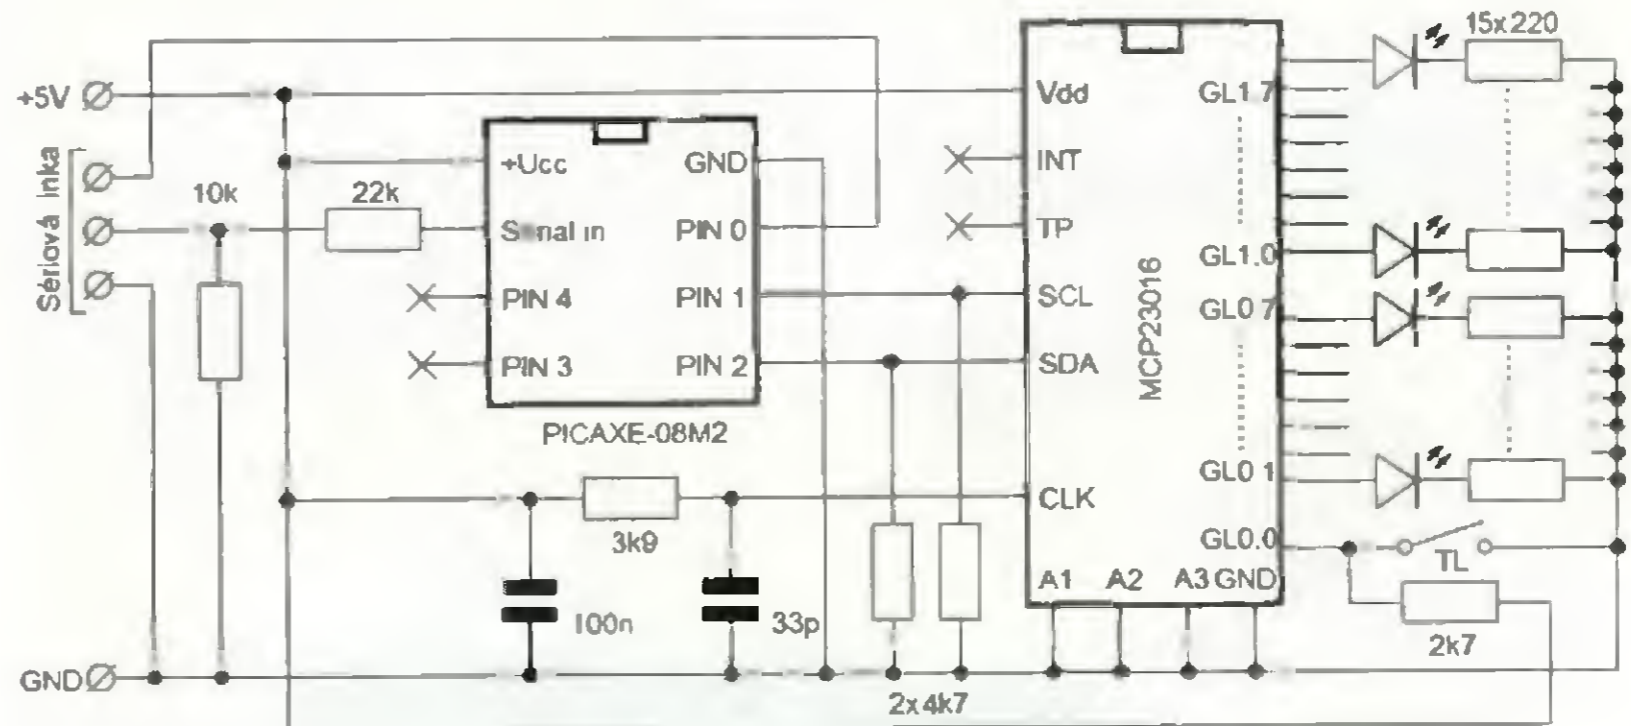 15x220
+5V
Vdd
GL1.7
+Ucc
GND
INT
Sériová linka
10k
22k
PIN 0
TP
GL1.0
PIN 4
PIN 1
SCL
GL0 7
MCP23016
PIN 3
PIN 2
SDA
PICAXE-08M2
GL0 1
CLK
3k9
GL0.0
TL
A1
A2
A3
GND
100n
33p
2k7
GND
2x4k7